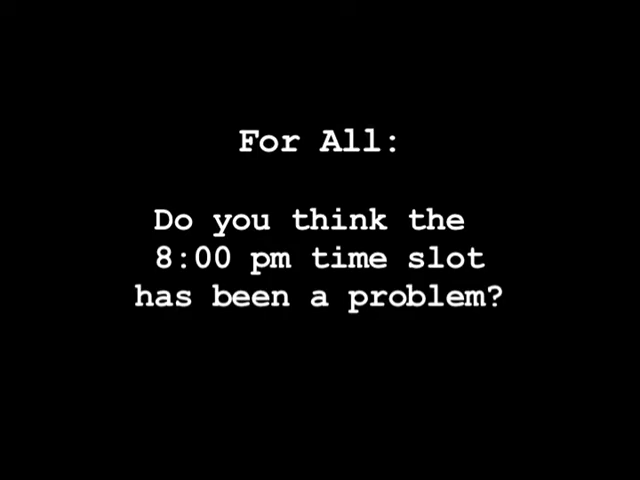 For All:
Do you think the
8:00 pm time slot
has been a problem?